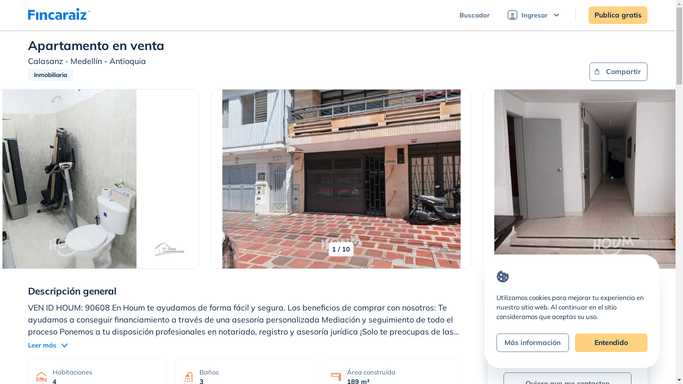 Fincaraiz
Buscador
Ingresar
Publica gratis
Apartamento en venta
Calasanz - Medellín - Antioquia
Inmobiliaria
Compartir
HOUM
1 / 10
HOUM
Descripción general
VEN ID HOUM: 90608 En Houm te ayudamos de forma fácil y segura. Los beneficios de comprar con nosotros: Te
ayudamos a conseguir financiamiento a través de una asesoría personalizada Mediación y seguimiento de todo el
proceso Ponemos a tu disposición profesionales en notariado, registro y asesoría jurídica ¡Solo te preocupas de las...
Leer más
Habitaciones
4
Baños
3
Área construida
189 m²
Utilizamos cookies para mejorar tu experiencia en
nuestro sitio web. Al continuar en el sitio
consideramos que aceptas su uso.
Más información
Entendido
Quiero que me contacten